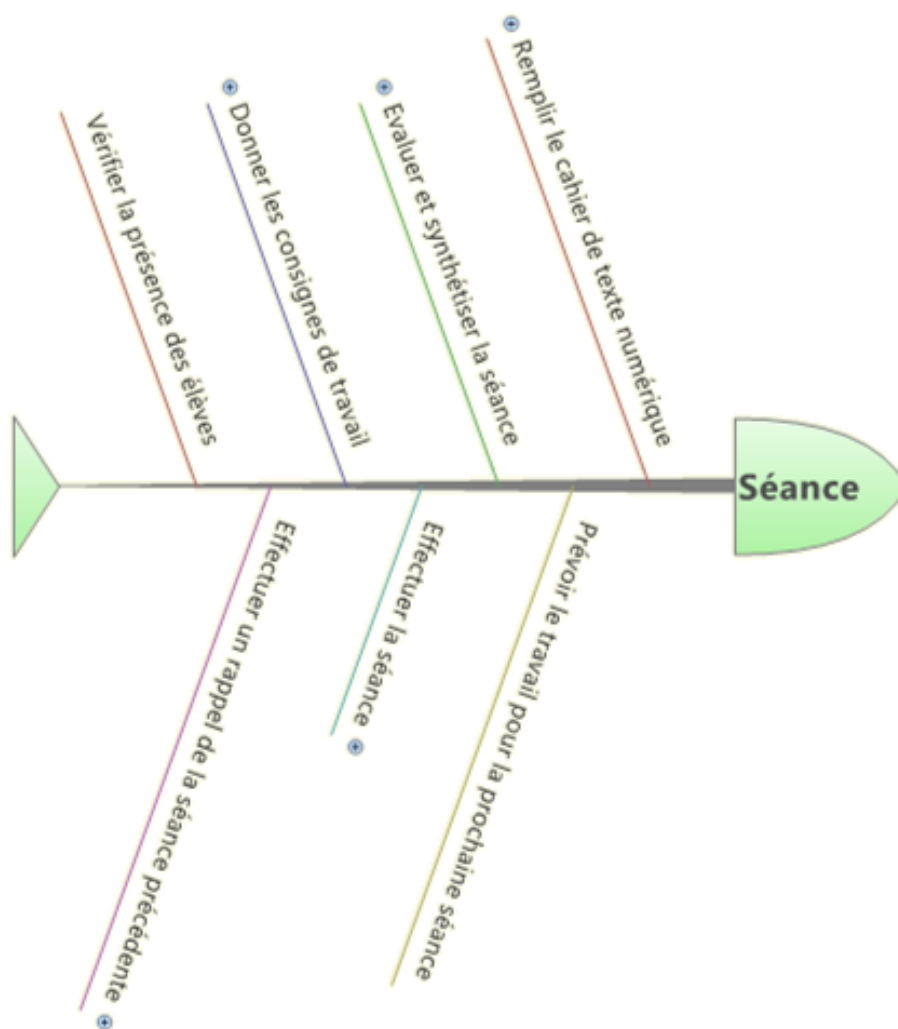 Remplir le cahier de texte numérique
Evaluer et synthétiser la séance
Donner les consignes de travail
Vérifier la présence des élèves
Séance
Prévoir le travail pour la prochaine séance
Effectuer la séance
Effectuer un rappel de la séance précédente